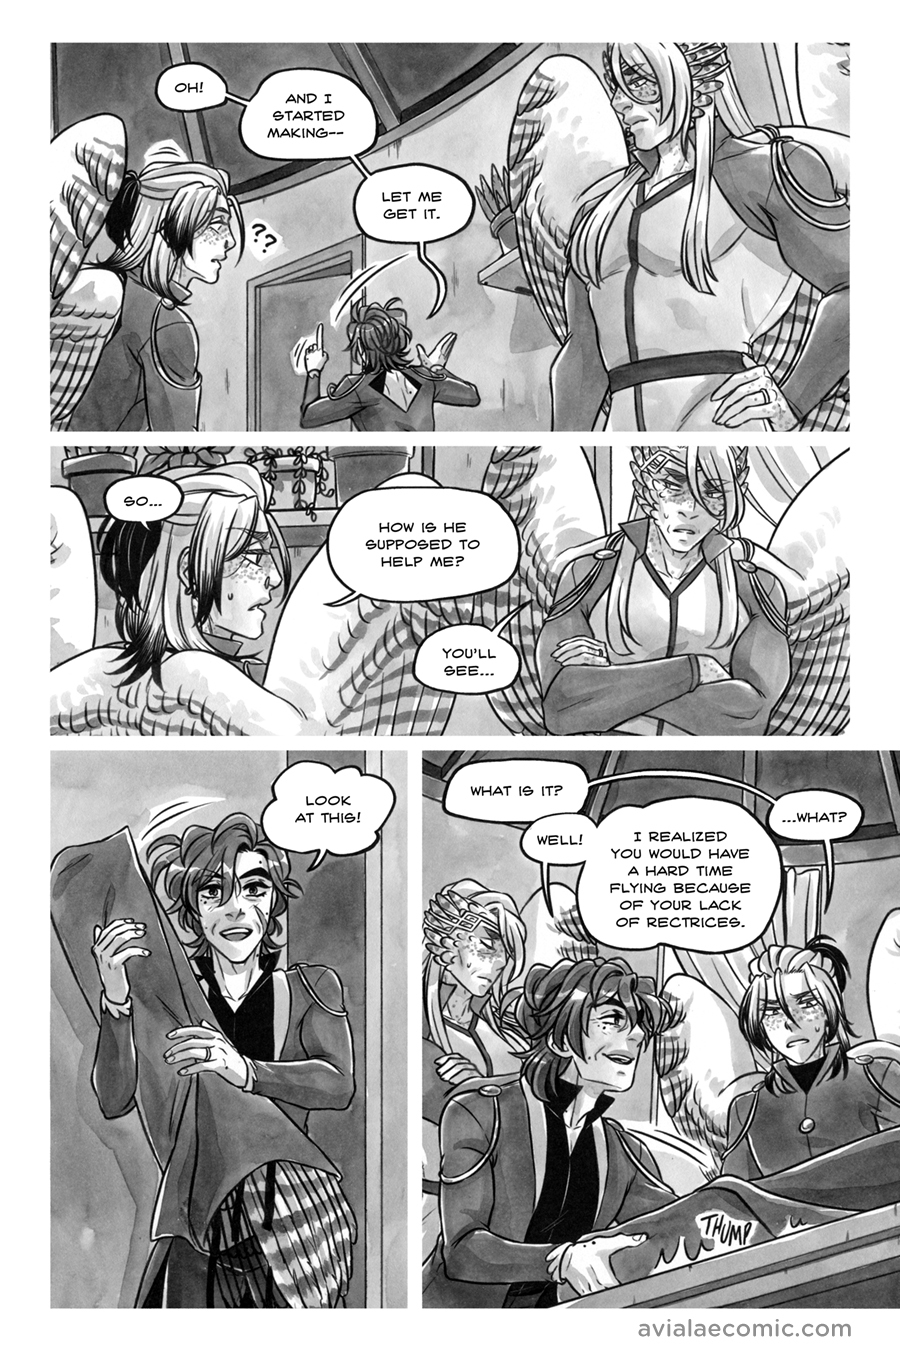 OH!
AND I
STARTED
MAKING--
LET ME
GET IT.
??
SO...
HOW IS HE
SUPPOSED TO
HELP ME?
YOU'LL
SEE...
LOOK
AT THIS!
WHAT IS IT?
...WHAT?
WELL!
I REALIZED
YOU WOULD HAVE
A HARD TIME
FLYING BECAUSE
OF YOUR LACK
OF RECTRICES.
THUMP
avialaecomic.com